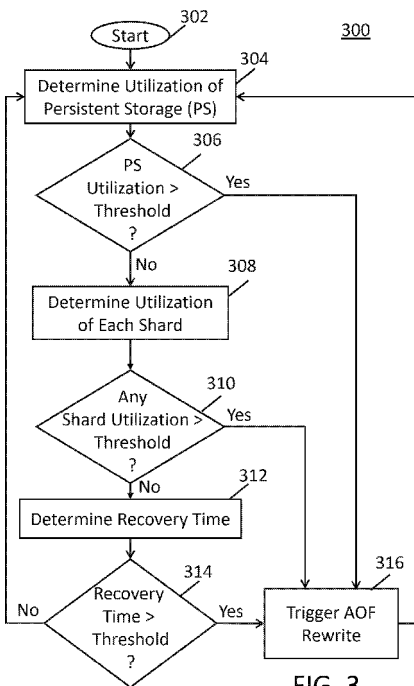 302
Start
300
304
Determine Utilization of
Persistent Storage (PS)
306
PS
Utilization >
Threshold
?
Yes
No
308
Determine Utilization
of Each Shard
310
Any
Shard Utilization >
Threshold
?
Yes
No
312
Determine Recovery Time
314
Recovery
Time >
Threshold
?
No
Yes
316
Trigger AOF
Rewrite
FIG. 3